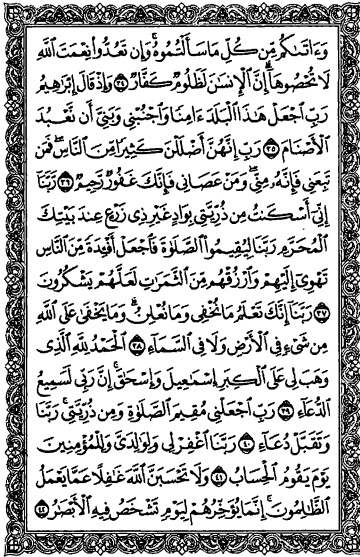 وَءَاتَىٰكُم مِّن كُلِّ مَا سَأَلْتُمُوهُ ۚ وَإِن تَعُدُّوا۟ نِعْمَتَ ٱللَّهِ
لَا تُحْصُوهَآ ۗ إِنَّ ٱلْإِنسَـٰنَ لَظَلُومٌ كَفَّارٌ ٣٤ وَإِذْ قَالَ إِبْرَٰهِيمُ
رَبِّ ٱجْعَلْ هَـٰذَا ٱلْبَلَدَ ءَامِنًا وَٱجْنُبْنِى وَبَنِىَّ أَن نَّعْبُدَ
ٱلْأَصْنَامَ ٣٥ رَبِّ إِنَّهُنَّ أَضْلَلْنَ كَثِيرًا مِّنَ ٱلنَّاسِ ۖ فَمَن
تَبِعَنِى فَإِنَّهُۥ مِنِّى ۖ وَمَنْ عَصَانِى فَإِنَّكَ غَفُورٌ رَّحِيمٌ ٣٦ رَّبَّنَآ
إِنِّىٓ أَسْكَنتُ مِن ذُرِّيَّتِى بِوَادٍ غَيْرِ ذِى زَرْعٍ عِندَ بَيْتِكَ
ٱلْمُحَرَّمِ رَبَّنَا لِيُقِيمُوا۟ ٱلصَّلَوٰةَ فَٱجْعَلْ أَفْـِٔدَةً مِّنَ ٱلنَّاسِ
تَهْوِىٓ إِلَيْهِمْ وَٱرْزُقْهُم مِّنَ ٱلثَّمَرَٰتِ لَعَلَّهُمْ يَشْكُرُونَ
٣٧ رَبَّنَآ إِنَّكَ تَعْلَمُ مَا نُخْفِى وَمَا نُعْلِنُ ۗ وَمَا يَخْفَىٰ عَلَى ٱللَّهِ
مِن شَىْءٍ فِى ٱلْأَرْضِ وَلَا فِى ٱلسَّمَآءِ ٣٨ ٱلْحَمْدُ لِلَّهِ ٱلَّذِى
وَهَبَ لِى عَلَى ٱلْكِبَرِ إِسْمَـٰعِيلَ وَإِسْحَـٰقَ ۚ إِنَّ رَبِّى لَسَمِيعُ
ٱلدُّعَآءِ ٣٩ رَبِّ ٱجْعَلْنِى مُقِيمَ ٱلصَّلَوٰةِ وَمِن ذُرِّيَّتِى ۚ رَبَّنَا
وَتَقَبَّلْ دُعَآءِ ٤٠ رَبَّنَا ٱغْفِرْ لِى وَلِوَٰلِدَىَّ وَلِلْمُؤْمِنِينَ
يَوْمَ يَقُومُ ٱلْحِسَابُ ٤١ وَلَا تَحْسَبَنَّ ٱللَّهَ غَـٰفِلًا عَمَّا يَعْمَلُ
ٱلظَّـٰلِمُونَ ۚ إِنَّمَا يُؤَخِّرُهُمْ لِيَوْمٍ تَشْخَصُ فِيهِ ٱلْأَبْصَـٰرُ ٤٢